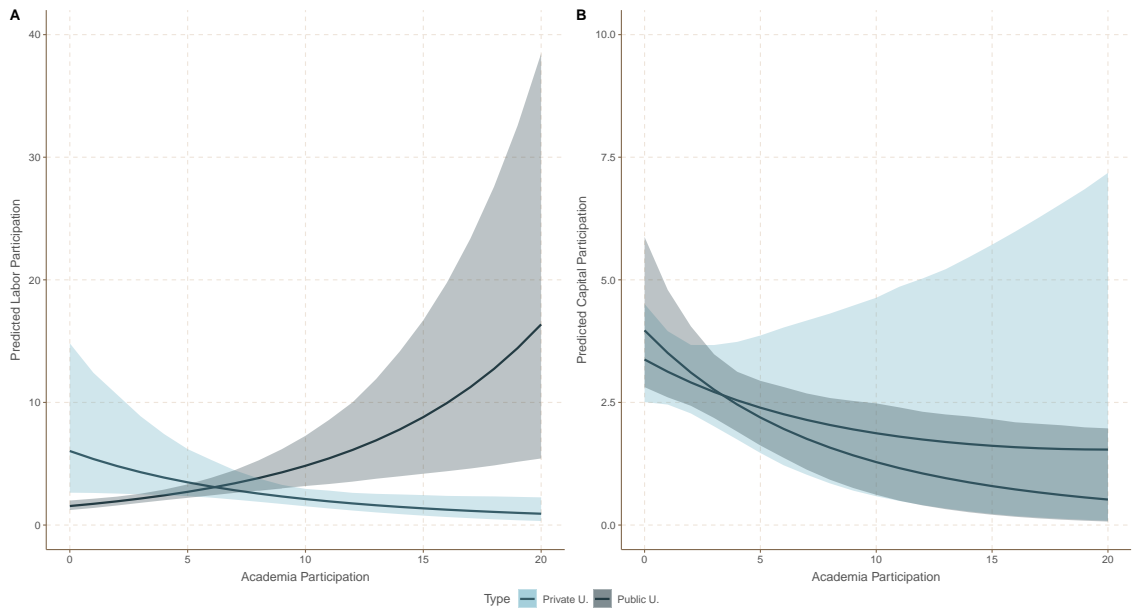 A
B
40
30
20
10
0
Predicted Labor Participation
0
5
10
15
20
Academia Participation
10.0
7.5
5.0
2.5
0.0
Predicted Capital Participation
0
5
10
15
20
Academia Participation
Type Private U. Public U.